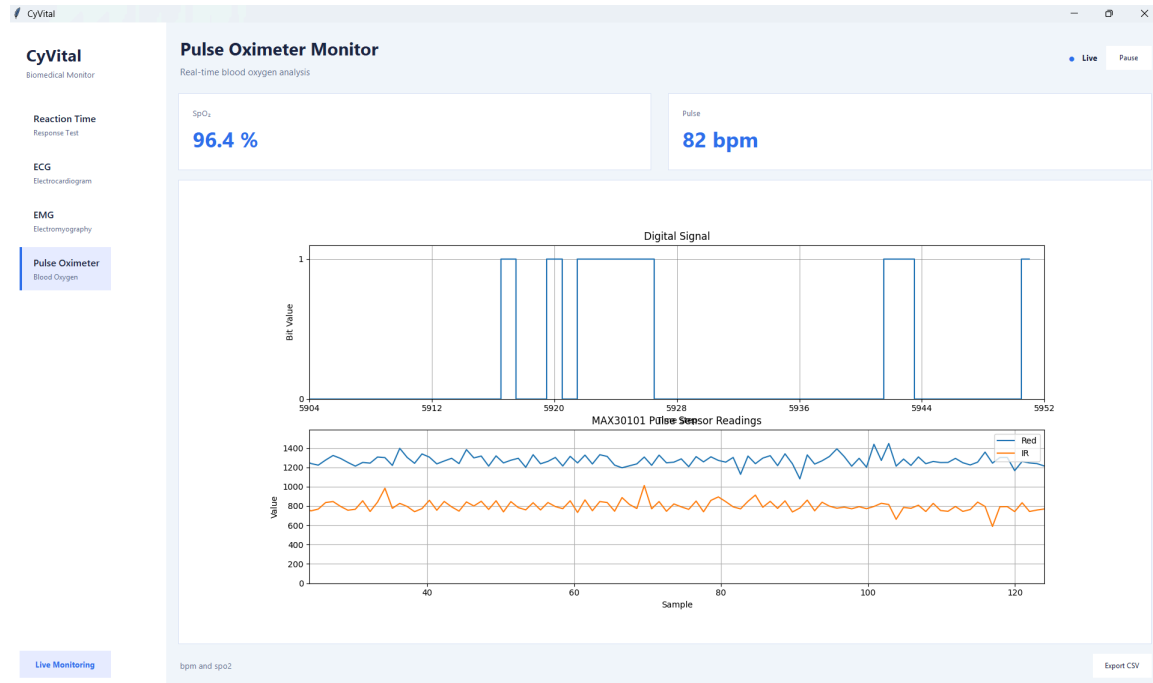 CyVital
CyVital
Biomedical Monitor
Reaction Time
Response Test
ECG
Electrocardiogram
EMG
Electromyography
Pulse Oximeter
Blood Oxygen
Live Monitoring
Pulse Oximeter Monitor
Real-time blood oxygen analysis
Live
Pause
SpO₂
96.4 %
Pulse
82 bpm
Digital Signal
Bit Value
1
0
5904 5912 5920 5928 5936 5944 5952
MAX30101 Pulse Sensor Readings
Red
IR
Value
1400
1200
1000
800
600
400
200
0
40 60 80 100 120
Sample
bpm and spo2
Export CSV